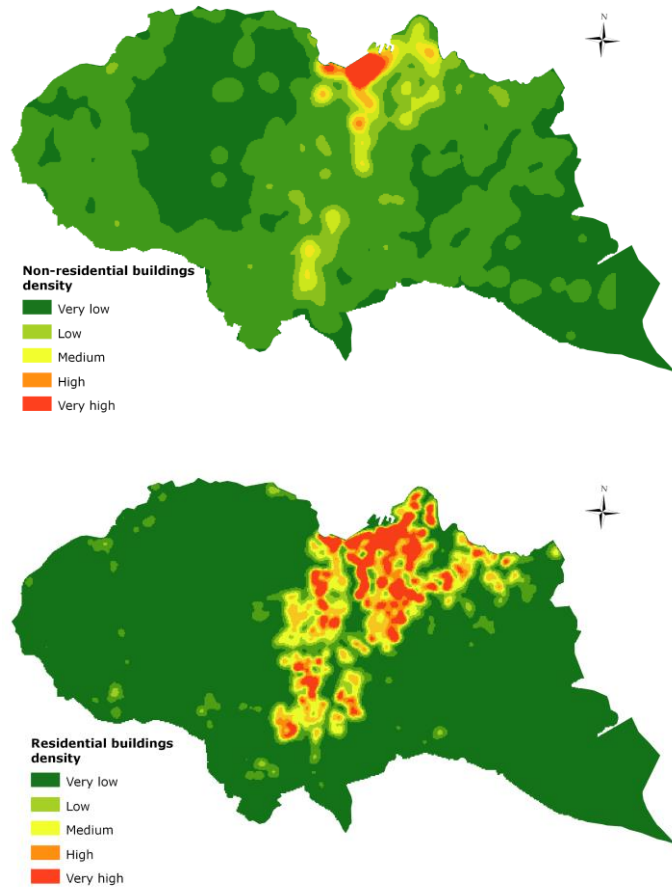 N
Non-residential buildings
density
Very low
Low
Medium
High
Very high
N
Residential buildings
density
Very low
Low
Medium
High
Very high